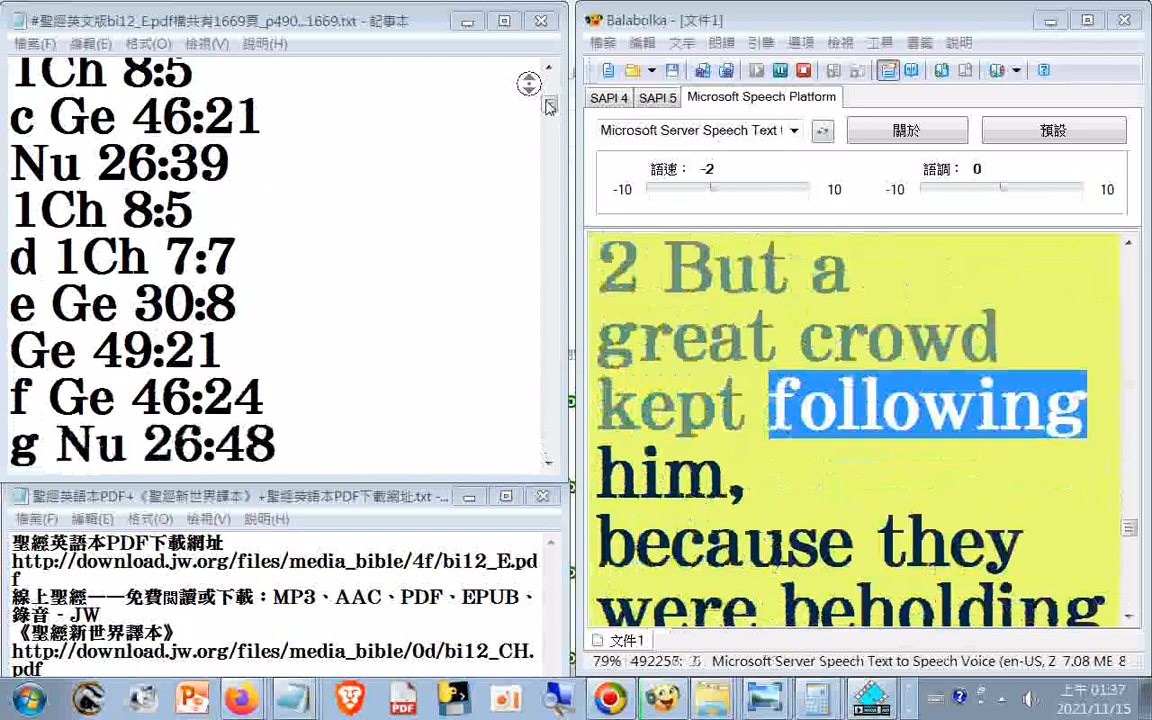 #聖經英文版bi12_E.pdf檔共有1669頁_p490,..1669.txt - 記事本
檔案(F) 編輯(E) 格式(O) 檢視(V) 說明(H)
1Ch 8:5
c Ge 46:21
Nu 26:39
1Ch 8:5
d 1Ch 7:7
e Ge 30:8
Ge 49:21
f Ge 46:24
g Nu 26:48
聖經英語本PDF+《聖經新世界譯本》+聖經英語本PDF下載網址.txt -...
檔案(F) 編輯(E) 格式(O) 檢視(V) 說明(H)
聖經英語本PDF下載網址
http://download.jw.org/files/media_bible/4f/bi12_E.pd
f
線上聖經——免費閱讀或下載：MP3、AAC、PDF、EPUB、
錄音 - JW
《聖經新世界譯本》
http://download.jw.org/files/media_bible/0d/bi12_CH.
pdf
Balabolka - [文件1]
檔案 編輯 文字 朗讀 引擎 選項 檢視 工具 書籤 說明
SAPI 4 SAPI 5 Microsoft Speech Platform
Microsoft Server Speech Text t
關於 預設
語速： -2 語調： 0
-10 10 -10 10
2 But a
great crowd
kept following
him,
because they
were beholding
文件1
79% Microsoft Server Speech Text to Speech Voice (en-US, Z 7.08 MB 8
上午 01:37
2021/11/15